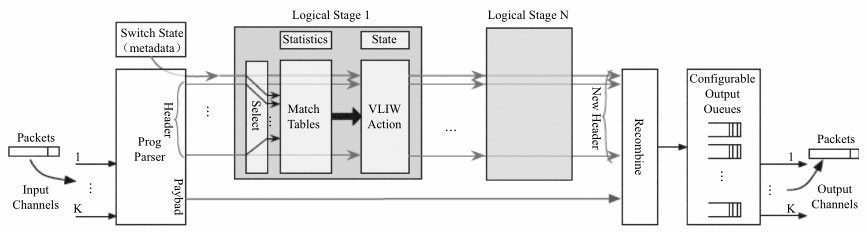 Logical Stage 1
Logical Stage N
Switch State
(metadata)
Statistics
State
Configurable
Output
Queues
Header
...
Select
...
Match
Tables
VLIW
Action
...
New Header
Recombine
Packets
Prog
Parser
1
...
K
Input
Channels
Paybad
...
1
...
K
Packets
Output
Channels